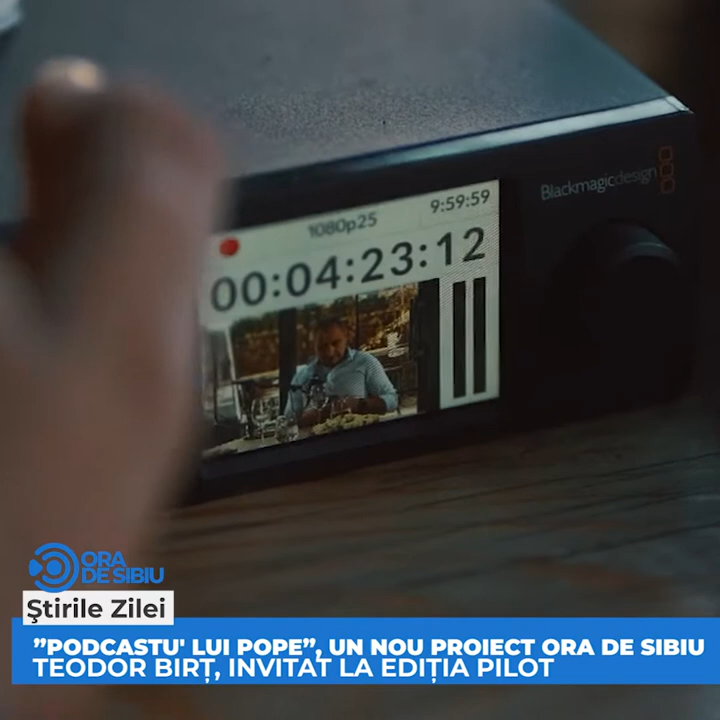 Blackmagicdesign
1080p25
9:59:59
00:04:23:12
ORA
DE SIBIU
Ştirile Zilei
”PODCASTU' LUI POPE”, UN NOU PROIECT ORA DE SIBIU
TEODOR BIRȚ, INVITAT LA EDIȚIA PILOT